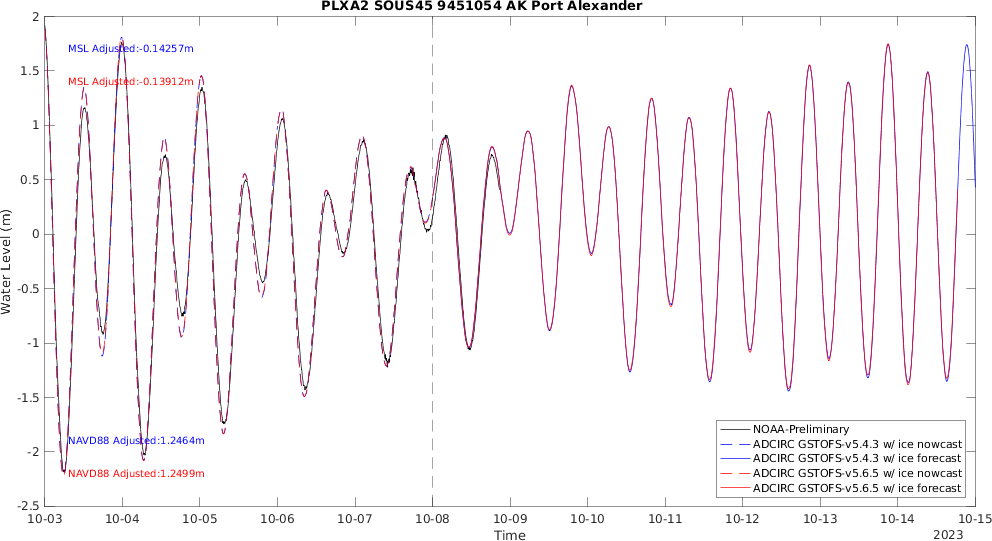 PLXA2 SOUS45 9451054 AK Port Alexander
MSL Adjusted:-0.14257m
MSL Adjusted:-0.13912m
NAVD88 Adjusted:1.2464m
NAVD88 Adjusted:1.2499m
Water Level (m)
2
1.5
1
0.5
0
-0.5
-1
-1.5
-2
-2.5
NOAA-Preliminary
ADCIRC GSTOFS-v5.4.3 w/ ice nowcast
ADCIRC GSTOFS-v5.4.3 w/ ice forecast
ADCIRC GSTOFS-v5.6.5 w/ ice nowcast
ADCIRC GSTOFS-v5.6.5 w/ ice forecast
10-03 10-04 10-05 10-06 10-07 10-08 10-09 10-10 10-11 10-12 10-13 10-14 10-15
Time
2023